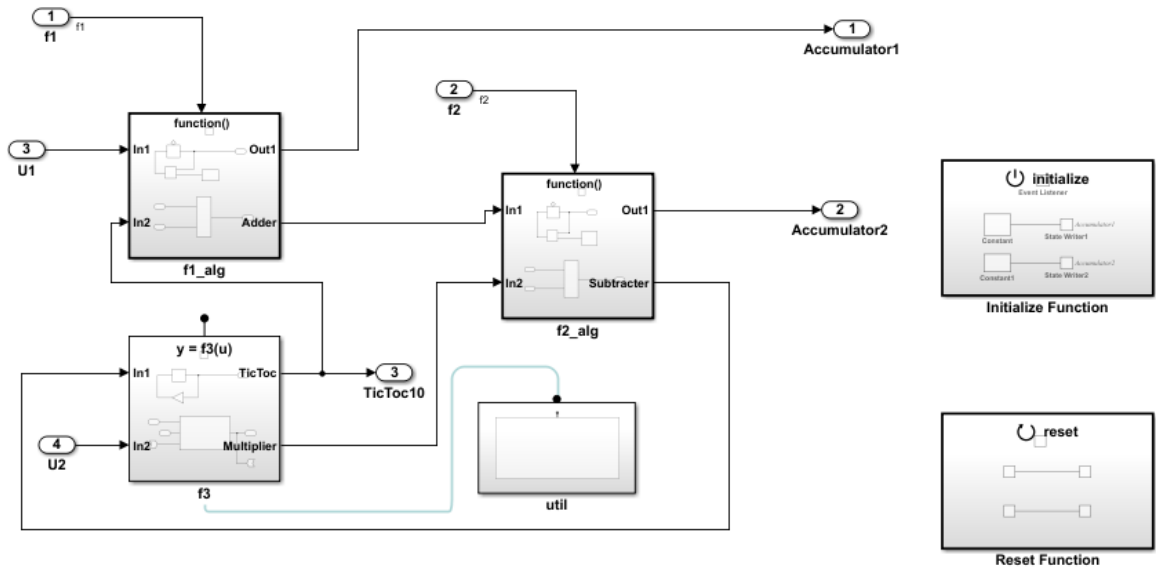 1
f1
f1
1
Accumulator1
2
f2
f2
function()
3
In1
Out1
U1
In2
Adder
f1_alg
function()
In1
Out1
2
Accumulator2
In2
Subtracter
f2_alg
initialize
Event Listener
Accumulator1
Constant
State Writer1
Accumulator2
Constant1
State Writer2
Initialize Function
y = f3(u)
In1
TicToc
3
TicToc10
4
In2
Multiplier
U2
f3
util
reset
Reset Function